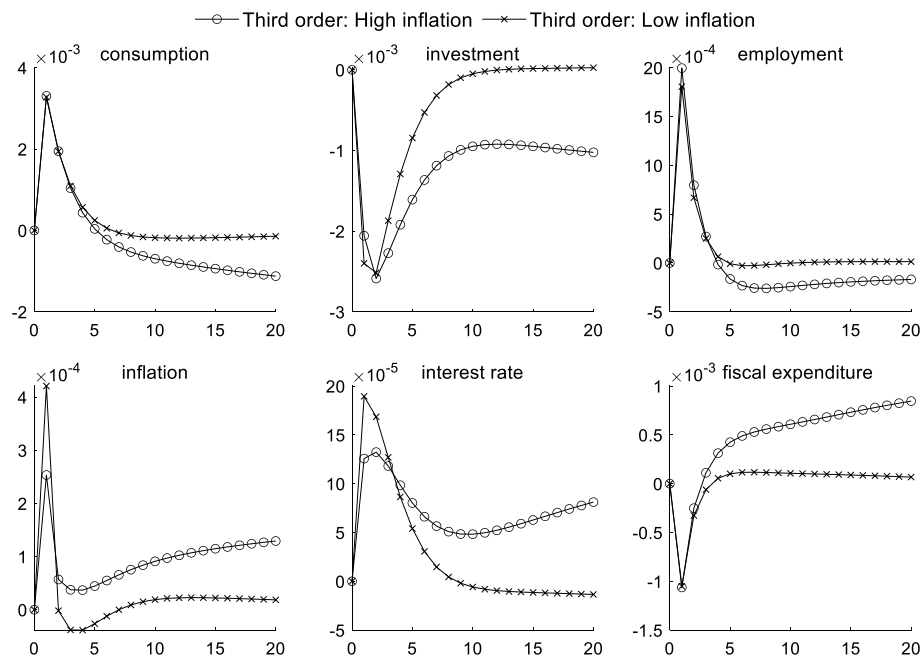 Third order: High inflation Third order: Low inflation
× 10⁻³ consumption
4
2
0
-2
0 5 10 15 20
× 10⁻³ investment
0
-1
-2
-3
0 5 10 15 20
× 10⁻⁴ employment
20
15
10
5
0
-5
0 5 10 15 20
× 10⁻⁴ inflation
4
3
2
1
0
0 5 10 15 20
× 10⁻⁵ interest rate
20
15
10
5
0
-5
0 5 10 15 20
× 10⁻³ fiscal expenditure
1
0.5
0
-0.5
-1
-1.5
0 5 10 15 20